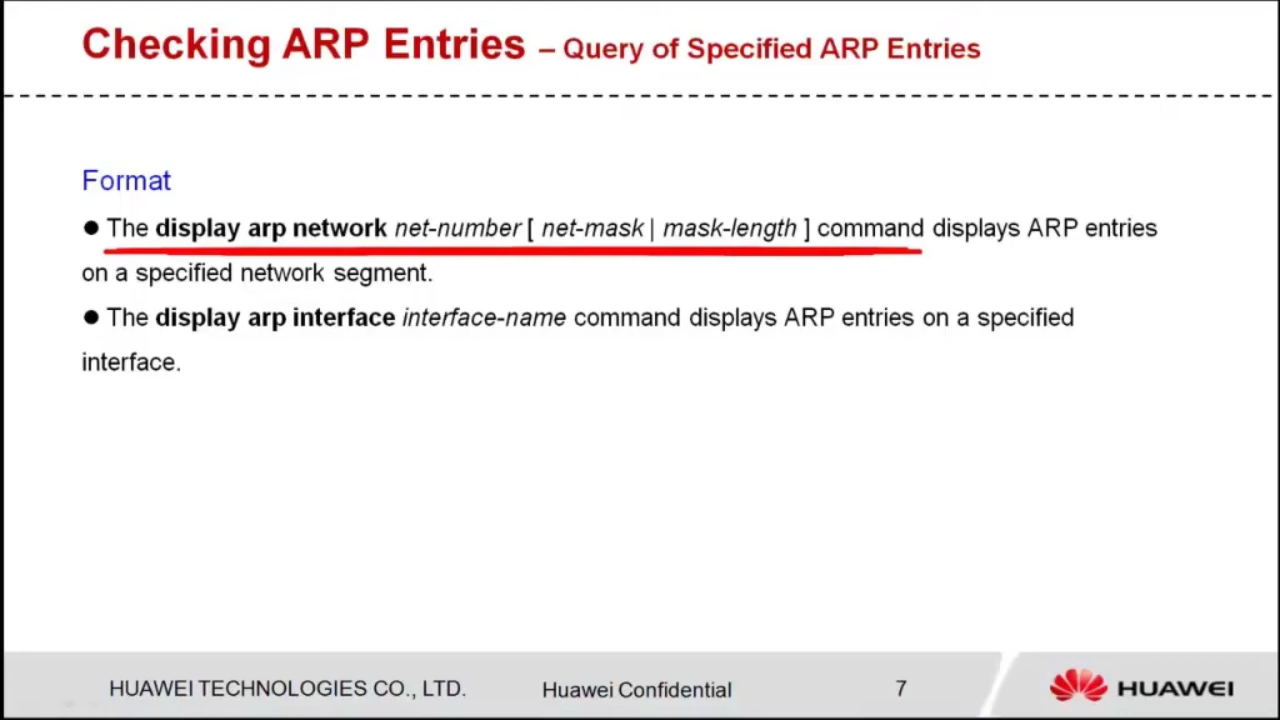 Checking ARP Entries – Query of Specified ARP Entries
Format
● The display arp network net-number [ net-mask | mask-length ] command displays ARP entries
on a specified network segment.
● The display arp interface interface-name command displays ARP entries on a specified
interface.
HUAWEI TECHNOLOGIES CO., LTD. Huawei Confidential 7 HUAWEI